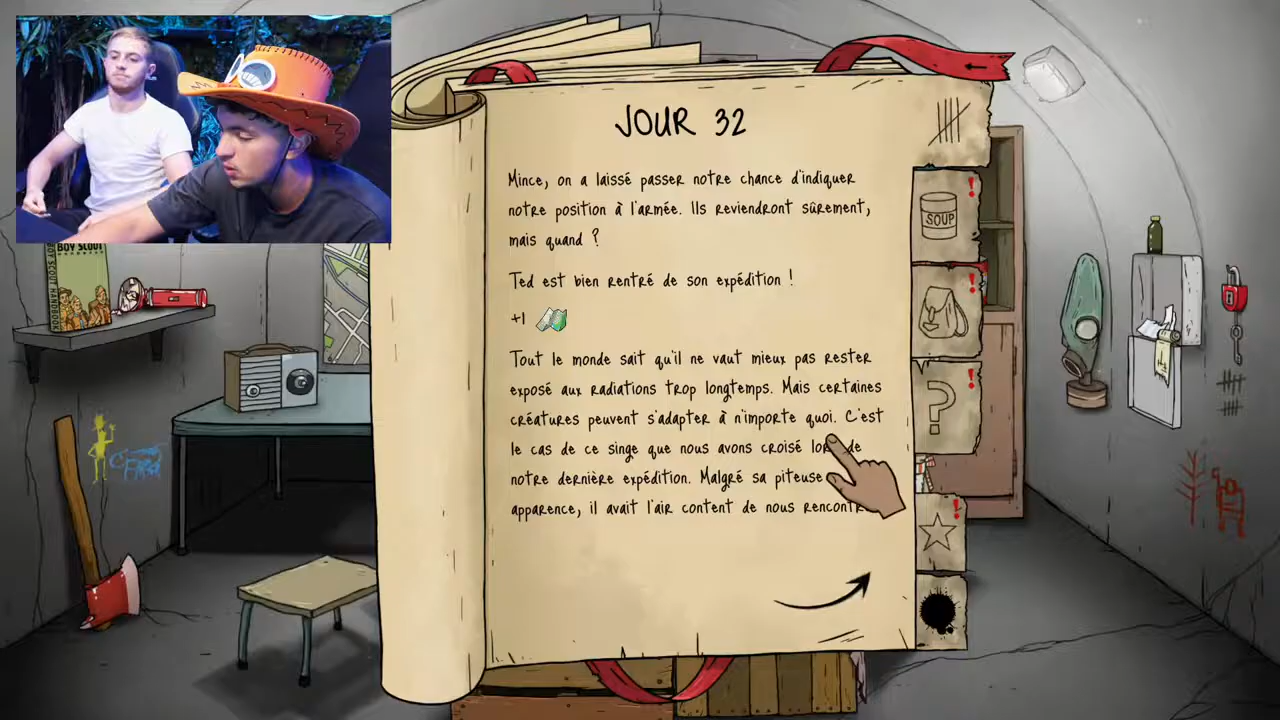 JOUR 32
Mince, on a laissé passer notre chance d'indiquer
notre position à l'armée. Ils reviendront sûrement,
mais quand ?
Ted est bien rentré de son expédition !
+1
Tout le monde sait qu'il ne vaut mieux pas rester
exposé aux radiations trop longtemps. Mais certaines
créatures peuvent s'adapter à n'importe quoi. C'est
le cas de ce singe que nous avons croisé lors de
notre dernière expédition. Malgré sa piteuse
apparence, il avait l'air content de nous
SOUP
!
!
?
!
!
BOY SCOUT
HANDBOOK